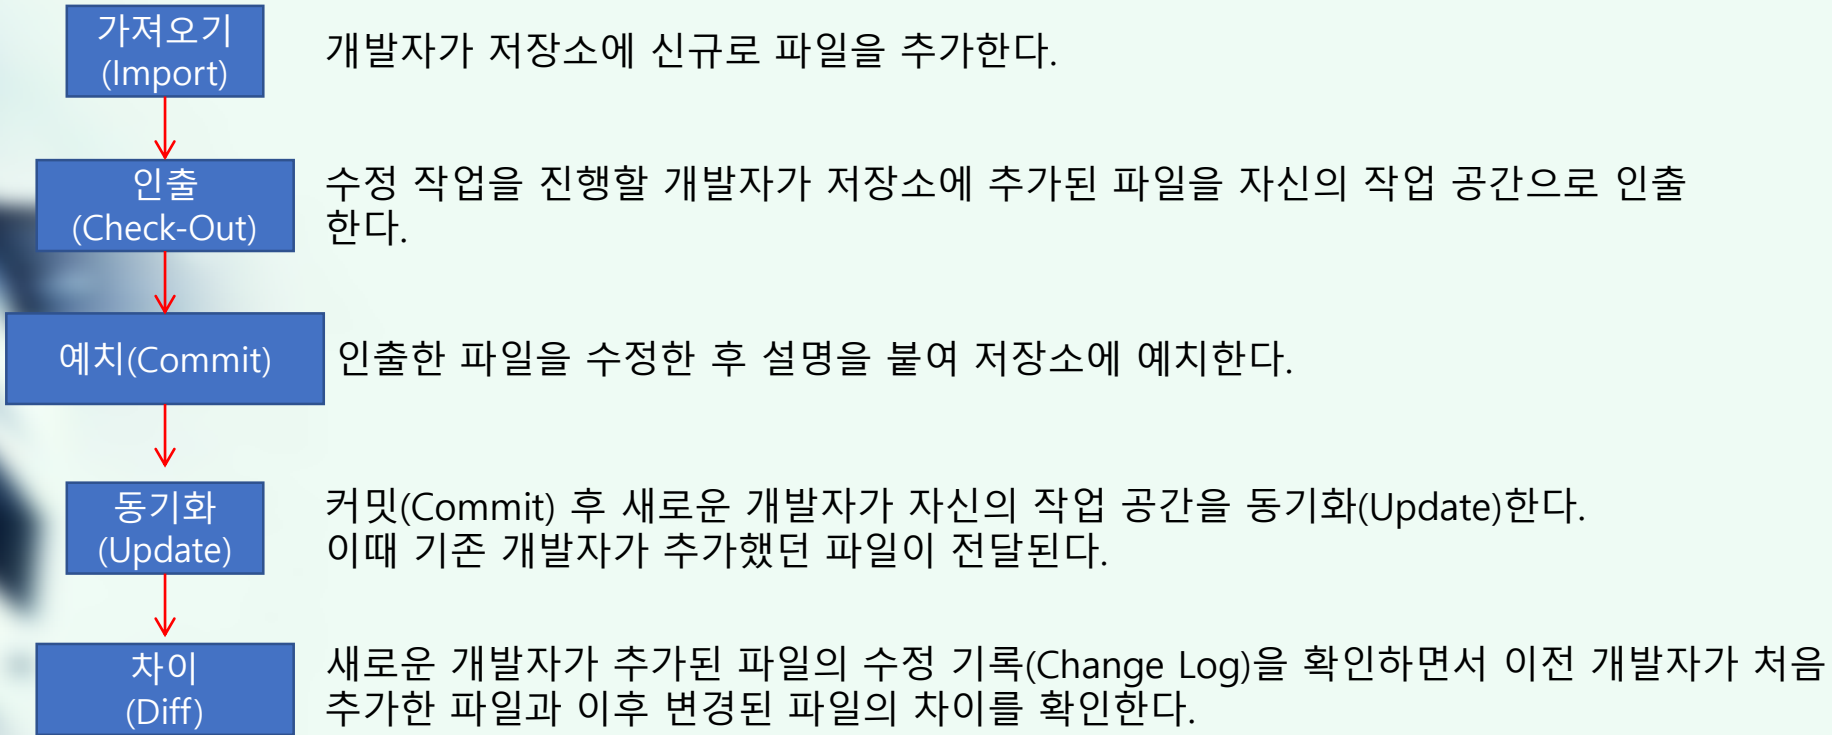 가져오기
(Import)
개발자가 저장소에 신규로 파일을 추가한다.
인출
(Check-Out)
수정 작업을 진행할 개발자가 저장소에 추가된 파일을 자신의 작업 공간으로 인출
한다.
예치(Commit)
인출한 파일을 수정한 후 설명을 붙여 저장소에 예치한다.
동기화
(Update)
커밋(Commit) 후 새로운 개발자가 자신의 작업 공간을 동기화(Update)한다.
이때 기존 개발자가 추가했던 파일이 전달된다.
차이
(Diff)
새로운 개발자가 추가된 파일의 수정 기록(Change Log)을 확인하면서 이전 개발자가 처음
추가한 파일과 이후 변경된 파일의 차이를 확인한다.